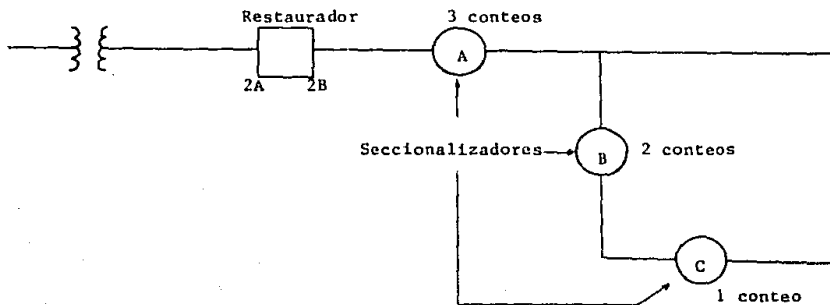 Restaurador
3 conteos
A
2A
2B
Seccionalizadores
B
2 conteos
C
1 conteo